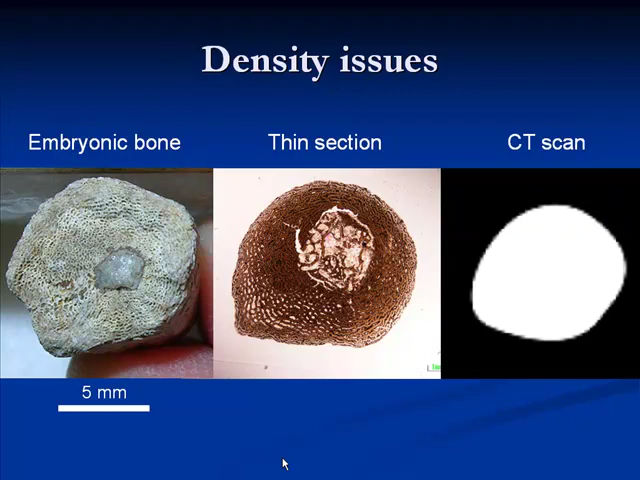 Density issues
Embryonic bone
Thin section
CT scan
5 mm